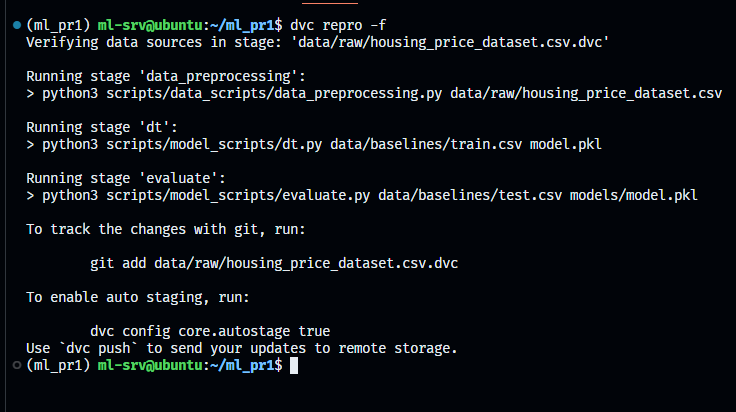 (ml_pr1) ml-srv@ubuntu:~/ml_pr1$ dvc repro -f
Verifying data sources in stage: 'data/raw/housing_price_dataset.csv.dvc'
Running stage 'data_preprocessing':
> python3 scripts/data_scripts/data_preprocessing.py data/raw/housing_price_dataset.csv
Running stage 'dt':
> python3 scripts/model_scripts/dt.py data/baselines/train.csv model.pkl
Running stage 'evaluate':
> python3 scripts/model_scripts/evaluate.py data/baselines/test.csv models/model.pkl
To track the changes with git, run:
git add data/raw/housing_price_dataset.csv.dvc
To enable auto staging, run:
dvc config core.autostage true
Use `dvc push` to send your updates to remote storage.
(ml_pr1) ml-srv@ubuntu:~/ml_pr1$